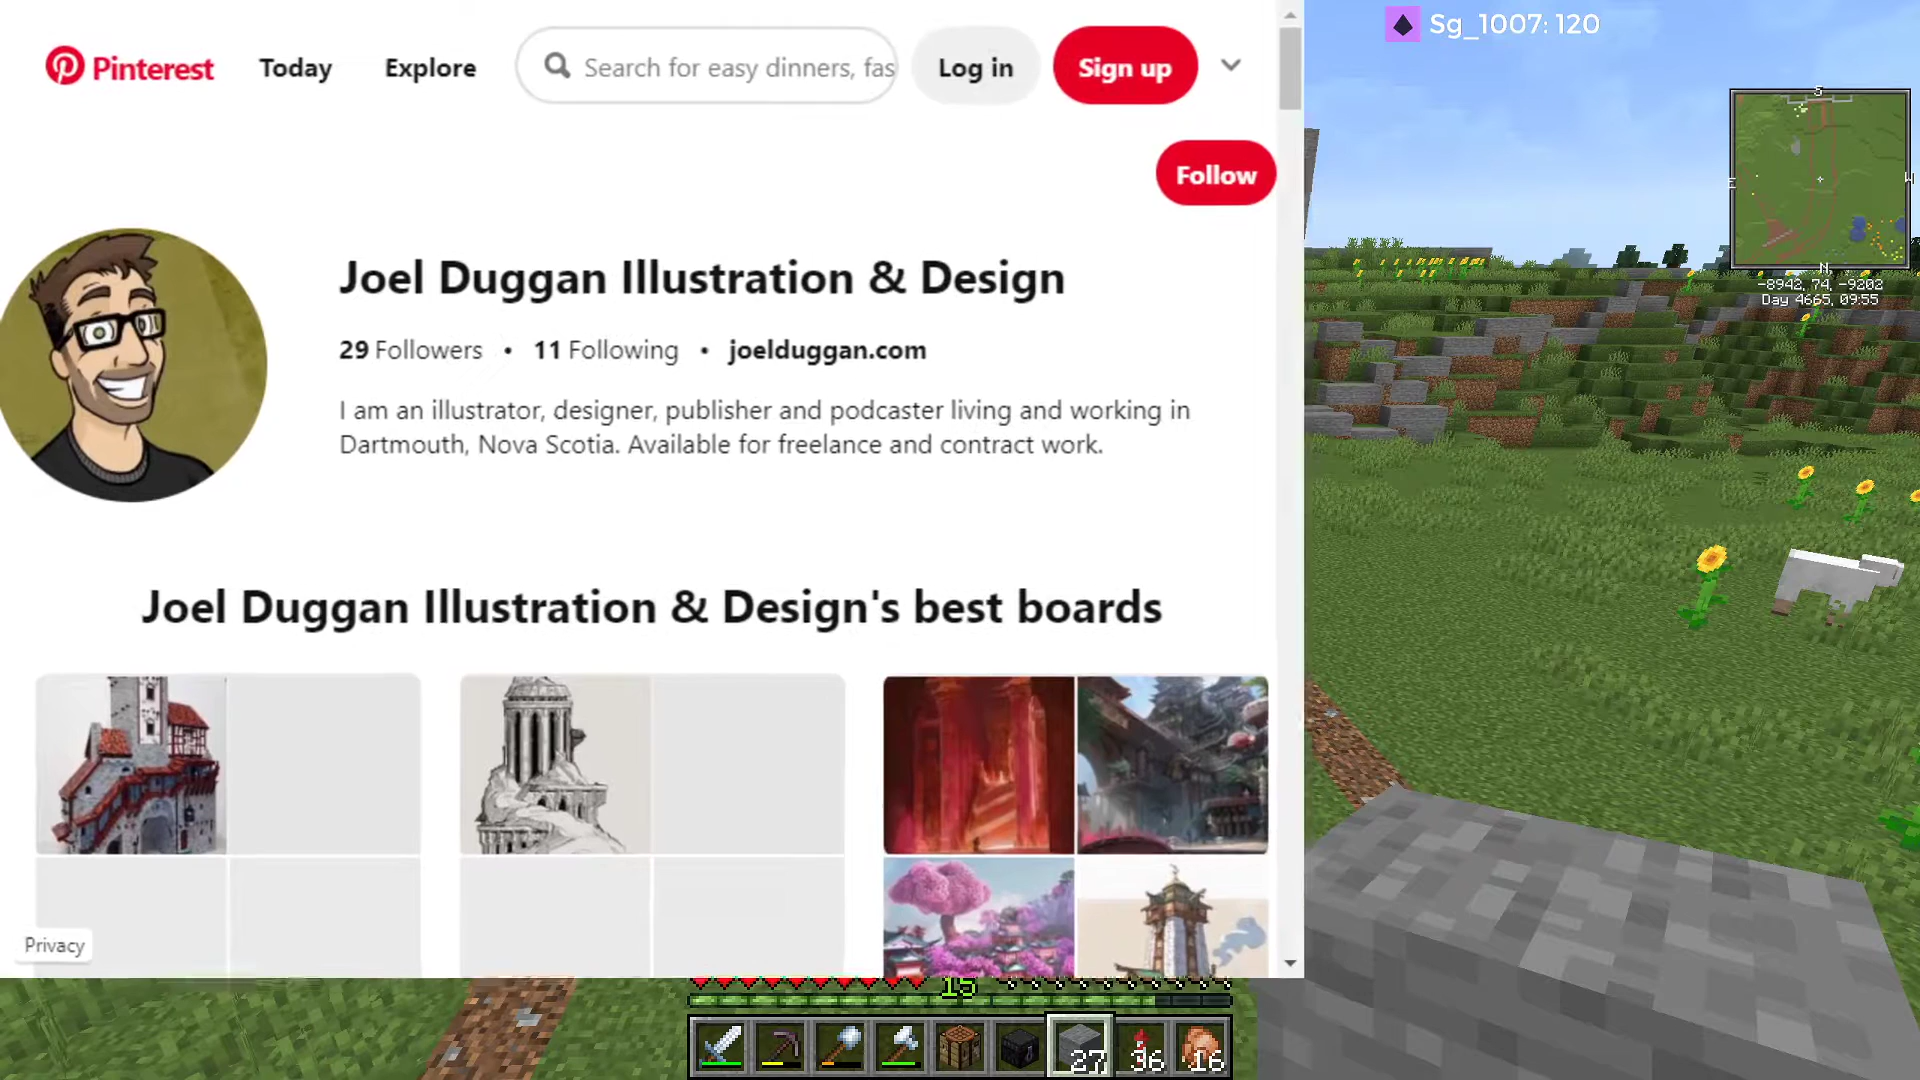 Pinterest Today Explore Search for easy dinners, fas Log in Sign up
Follow
Joel Duggan Illustration & Design
29 Followers • 11 Following • joelduggan.com
I am an illustrator, designer, publisher and podcaster living and working in
Dartmouth, Nova Scotia. Available for freelance and contract work.
Joel Duggan Illustration & Design's best boards
Privacy
Sg_1007: 120
S
E
W
N
-8942, 74, -9202
Day 4665, 09:55
15
27 36 16